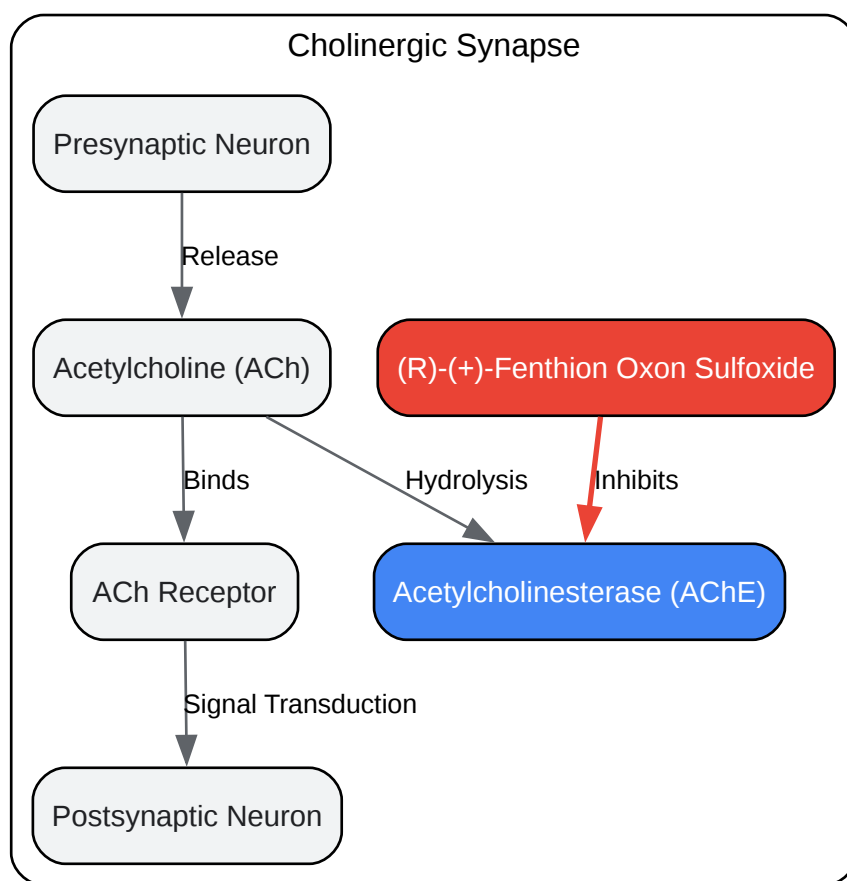 Cholinergic Synapse
Presynaptic Neuron
Release
Acetylcholine (ACh)
(R)-(+)-Fenthion Oxon Sulfoxide
Binds
Hydrolysis
Inhibits
ACh Receptor
Acetylcholinesterase (AChE)
Signal Transduction
Postsynaptic Neuron